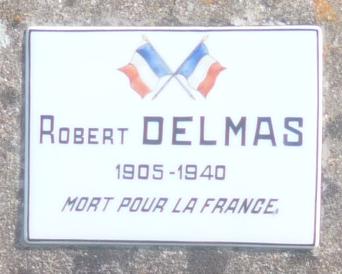 ROBERT DELMAS
1905-1940
MORT POUR LA FRANCE